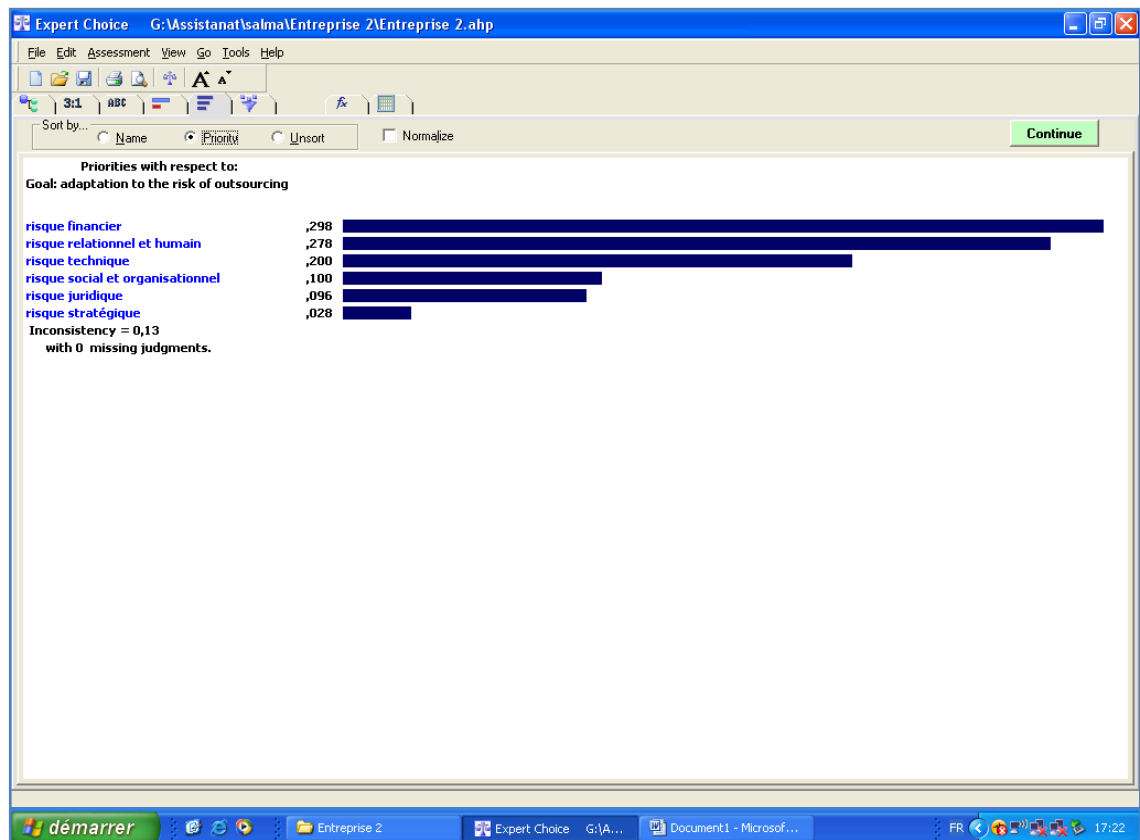 Expert Choice G:\Assistanat\salma\Entreprise 2\Entreprise 2.ahp
File Edit Assessment View Go Tools Help
A A
3:1 ABC fx
Sort by... Name Priority Unsort Normalize Continue
Priorities with respect to:
Goal: adaptation to the risk of outsourcing
risque financier ,298
risque relationnel et humain ,278
risque technique ,200
risque social et organisationnel ,100
risque juridique ,096
risque stratégique ,028
Inconsistency = 0,13
with 0 missing judgments.
démarrer Entreprise 2 Expert Choice G:\A... Document1 - Microsof... FR 17:22